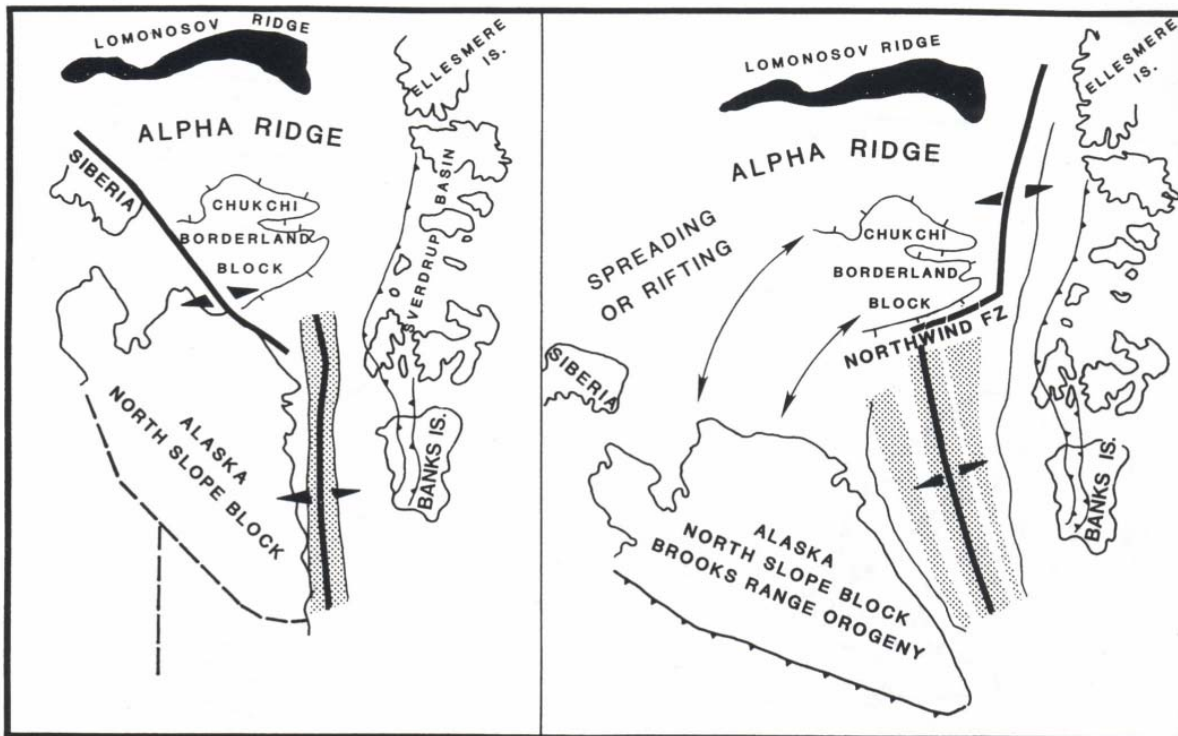 LOMONOSOV RIDGE
ELLESMERE
IS.
ALPHA RIDGE
SIBERIA
CHUKCHI
BORDERLAND
BLOCK
SVERDRUP BASIN
ALASKA
NORTH SLOPE BLOCK
BANKS IS.
LOMONOSOV RIDGE
ELLESMERE
IS.
ALPHA RIDGE
SPREADING
OR RIFTING
CHUKCHI
BORDERLAND
BLOCK
NORTHWIND FZ
SIBERIA
ALASKA
NORTH SLOPE BLOCK
BROOKS RANGE OROGENY
BANKS IS.